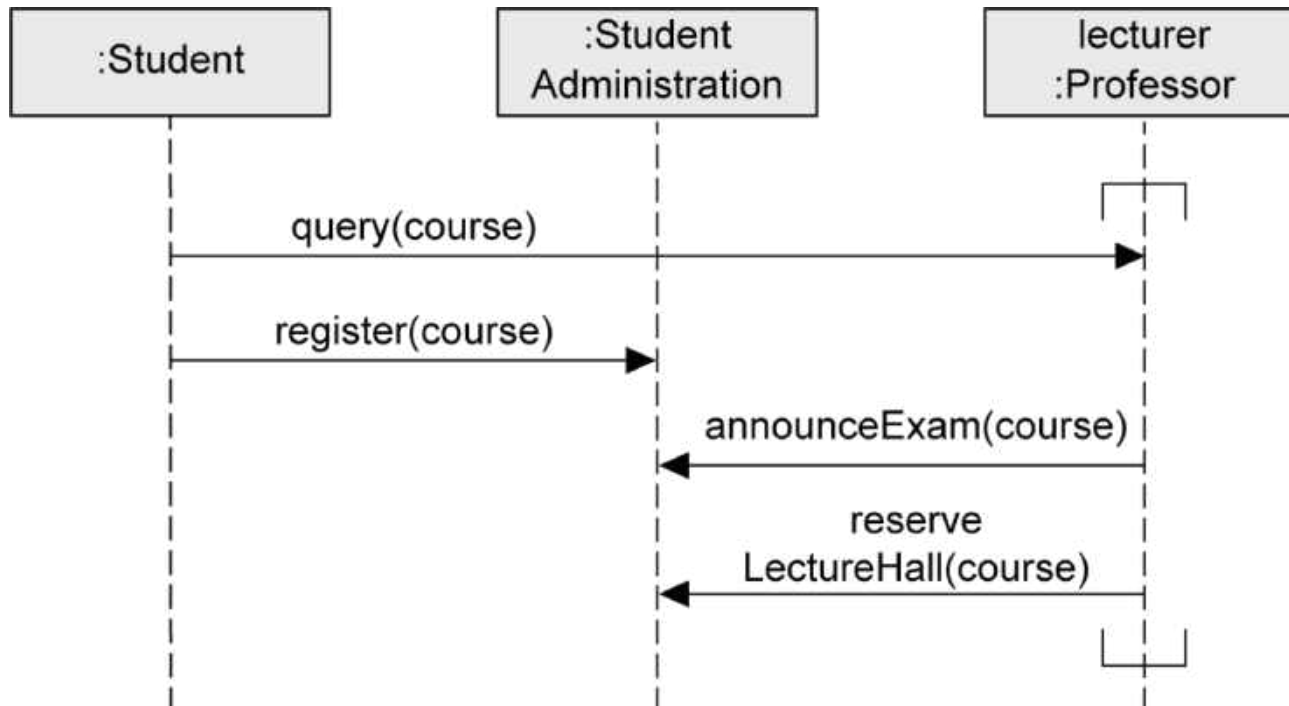 :Student
:Student
Administration
lecturer
:Professor
query(course)
register(course)
announceExam(course)
reserve
LectureHall(course)